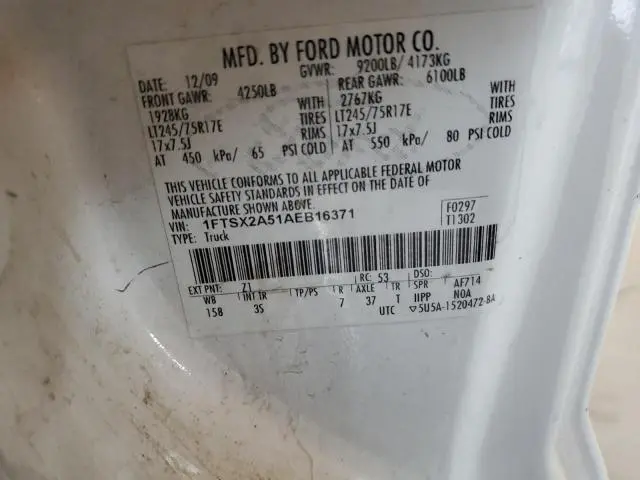 MFD. BY FORD MOTOR CO.
DATE: 12/09 GVWR: 9200LB/ 4173KG
FRONT GAWR: 4250LB REAR GAWR: 6100LB
1928KG WITH 2767KG WITH
LT245/75R17E TIRES LT245/75R17E TIRES
17x7.5J RIMS 17x7.5J RIMS
AT 450 kPa/ 65 PSI COLD AT 550 kPa/ 80 PSI COLD
THIS VEHICLE CONFORMS TO ALL APPLICABLE FEDERAL MOTOR
VEHICLE SAFETY STANDARDS IN EFFECT ON THE DATE OF
MANUFACTURE SHOWN ABOVE.
VIN: 1FTSX2A51AEB16371 F0297
TYPE: Truck T1302
EXT PNT: Z1 RC: 53 DSO:
WB INT TR TP/PS R AXLE TR SPR AF714
158 3S 7 37 T IIPP NOA
UTC ▽5U5A-1520472-BA